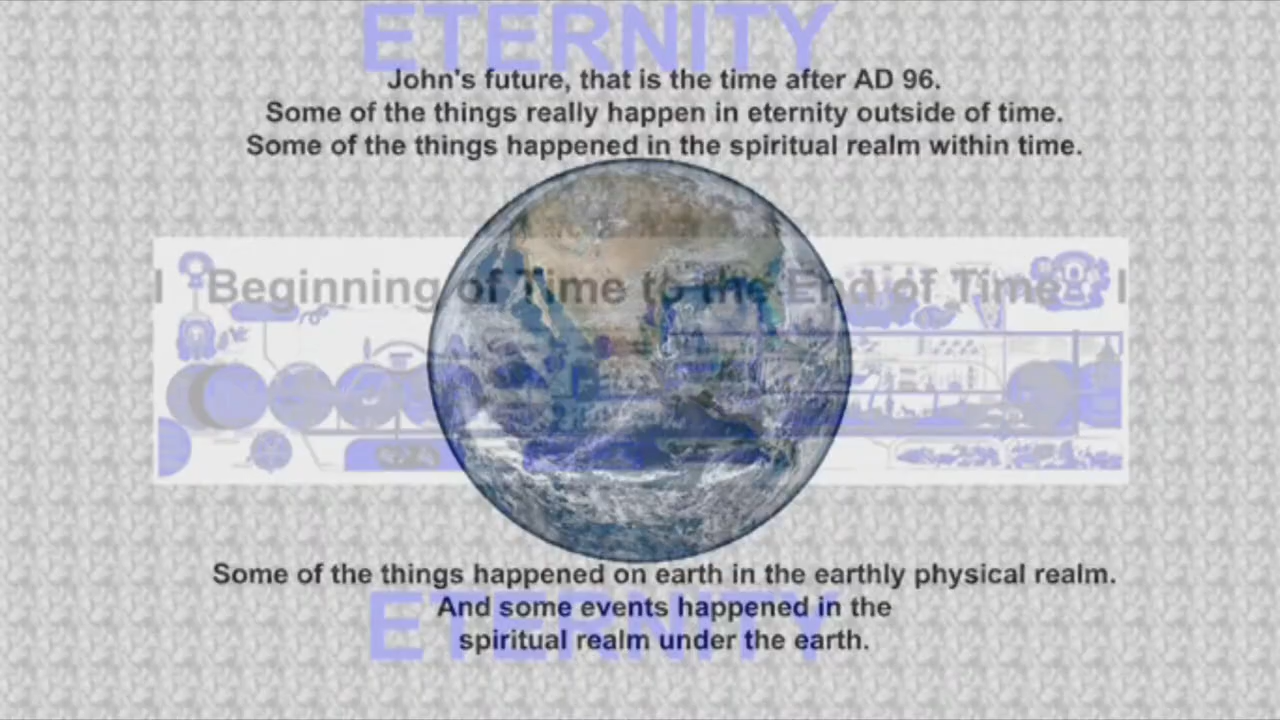 ETERNITY
John's future, that is the time after AD 96.
Some of the things really happen in eternity outside of time.
Some of the things happened in the spiritual realm within time.
Beginning of Time to the End of Time
Some of the things happened on earth in the earthly physical realm.
And some events happened in the
ETERNITY
spiritual realm under the earth.